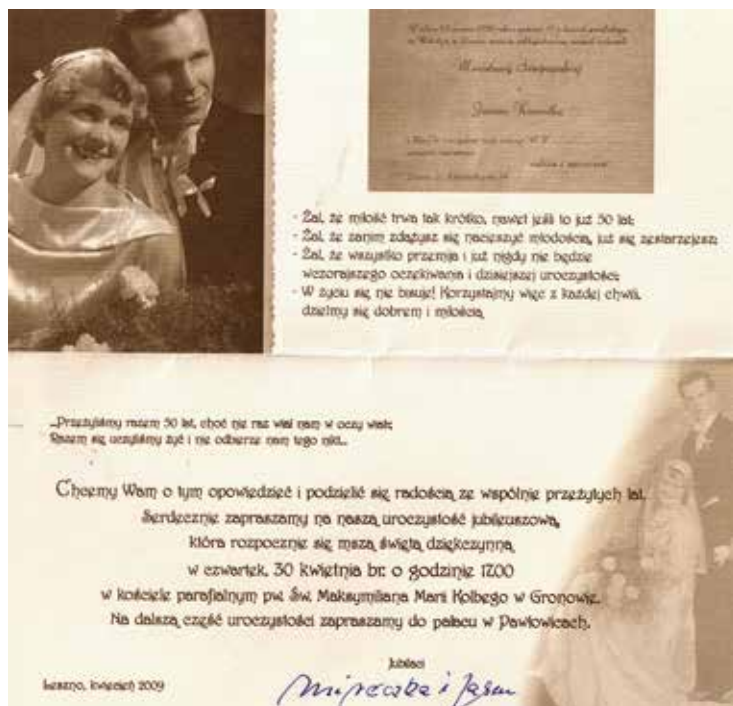 - Żal, że miłość trwa tak krótko, nawet jeśli to już 50 lat;
- Żal, że zanim zdążysz się nacieszyć młodością, już się zestarzejesz;
- Żal, że wszystko przemija i już nigdy nie będzie
wczorajszego oczekiwania i dzisiejszej uroczystości;
- W życiu się nie bisuje! Korzystajmy więc z każdej chwili,
dzielmy się dobrem i miłością
...Przeżyliśmy razem 50 lat, choć nie raz wiał nam w oczy wiatr;
Razem się uczyliśmy żyć i nie odbierze nam tego nikt...
Chcemy Wam o tym opowiedzieć i podzielić się radością ze wspólnie przeżytych lat.
Serdecznie zapraszamy na naszą uroczystość jubileuszową,
która rozpocznie się mszą świętą dziękczynną
w czwartek, 30 kwietnia br. o godzinie 17.00
w kościele parafialnym pw. Św. Maksymiliana Marii Kolbego w Gronowie.
Na dalszą część uroczystości zapraszamy do pałacu w Pawłowicach.
Jubilaci
Leszno, kwiecień 2009
i